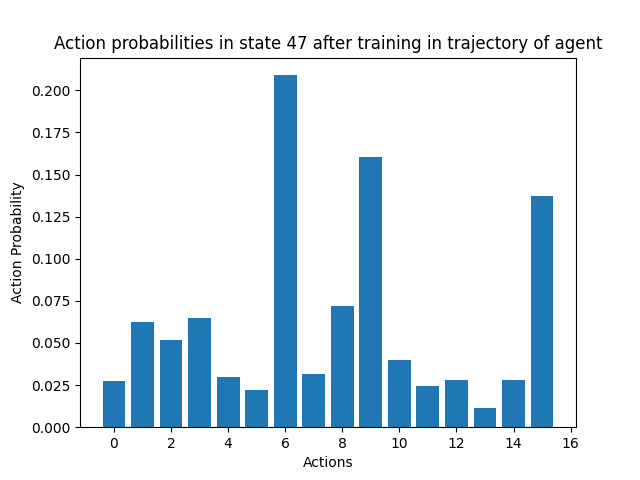 Action probabilities in state 47 after training in trajectory of agent
0.200
0.175
0.150
0.125
0.100
0.075
0.050
0.025
0.000
Action Probability
0 2 4 6 8 10 12 14 16
Actions